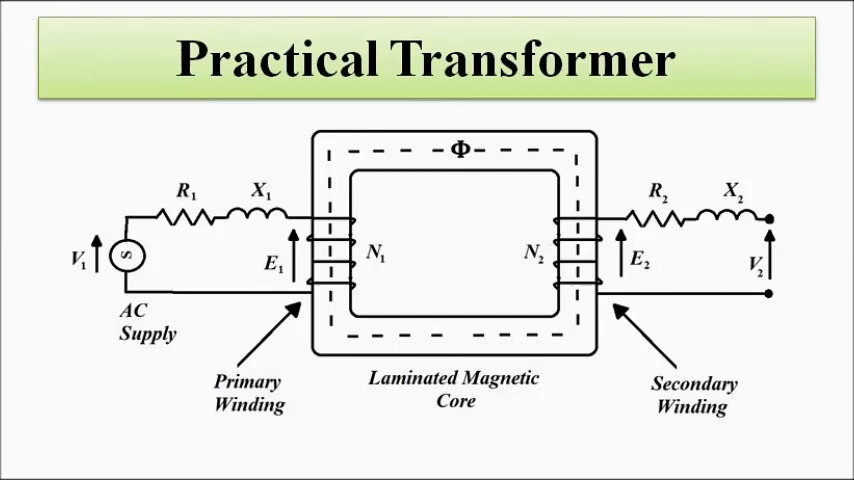 Practical Transformer
Φ
R1
X1
R2
X2
V1
S
E1
N1
N2
E2
V2
AC
Supply
Primary
Winding
Laminated Magnetic
Core
Secondary
Winding